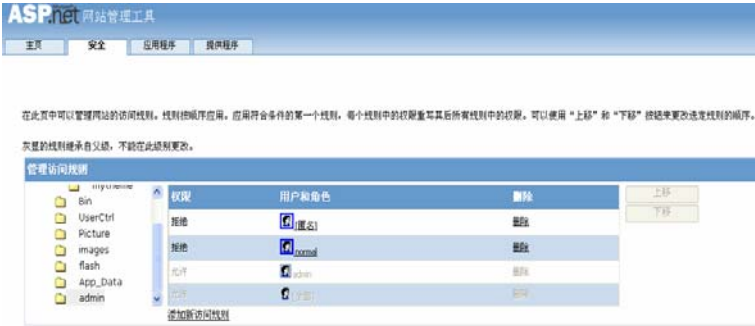 ASP.net 网站管理工具
主页 安全 应用程序 提供程序
在此页中可以管理网站的访问规则。规则按顺序应用。应用符合条件的第一个规则，每个规则中的权限重写其后所有规则中的权限。可以使用“上移”和“下移”按钮来更改选定规则的顺序。
灰显的规则继承自父级，不能在此级别更改。
管理访问规则
mytheme
Bin
UserCtrl
Picture
images
flash
App_Data
admin
权限 用户和角色 删除
拒绝 [匿名] 删除
拒绝 normal 删除
允许 admin 删除
允许 [全部] 删除
添加新访问规则
上移
下移